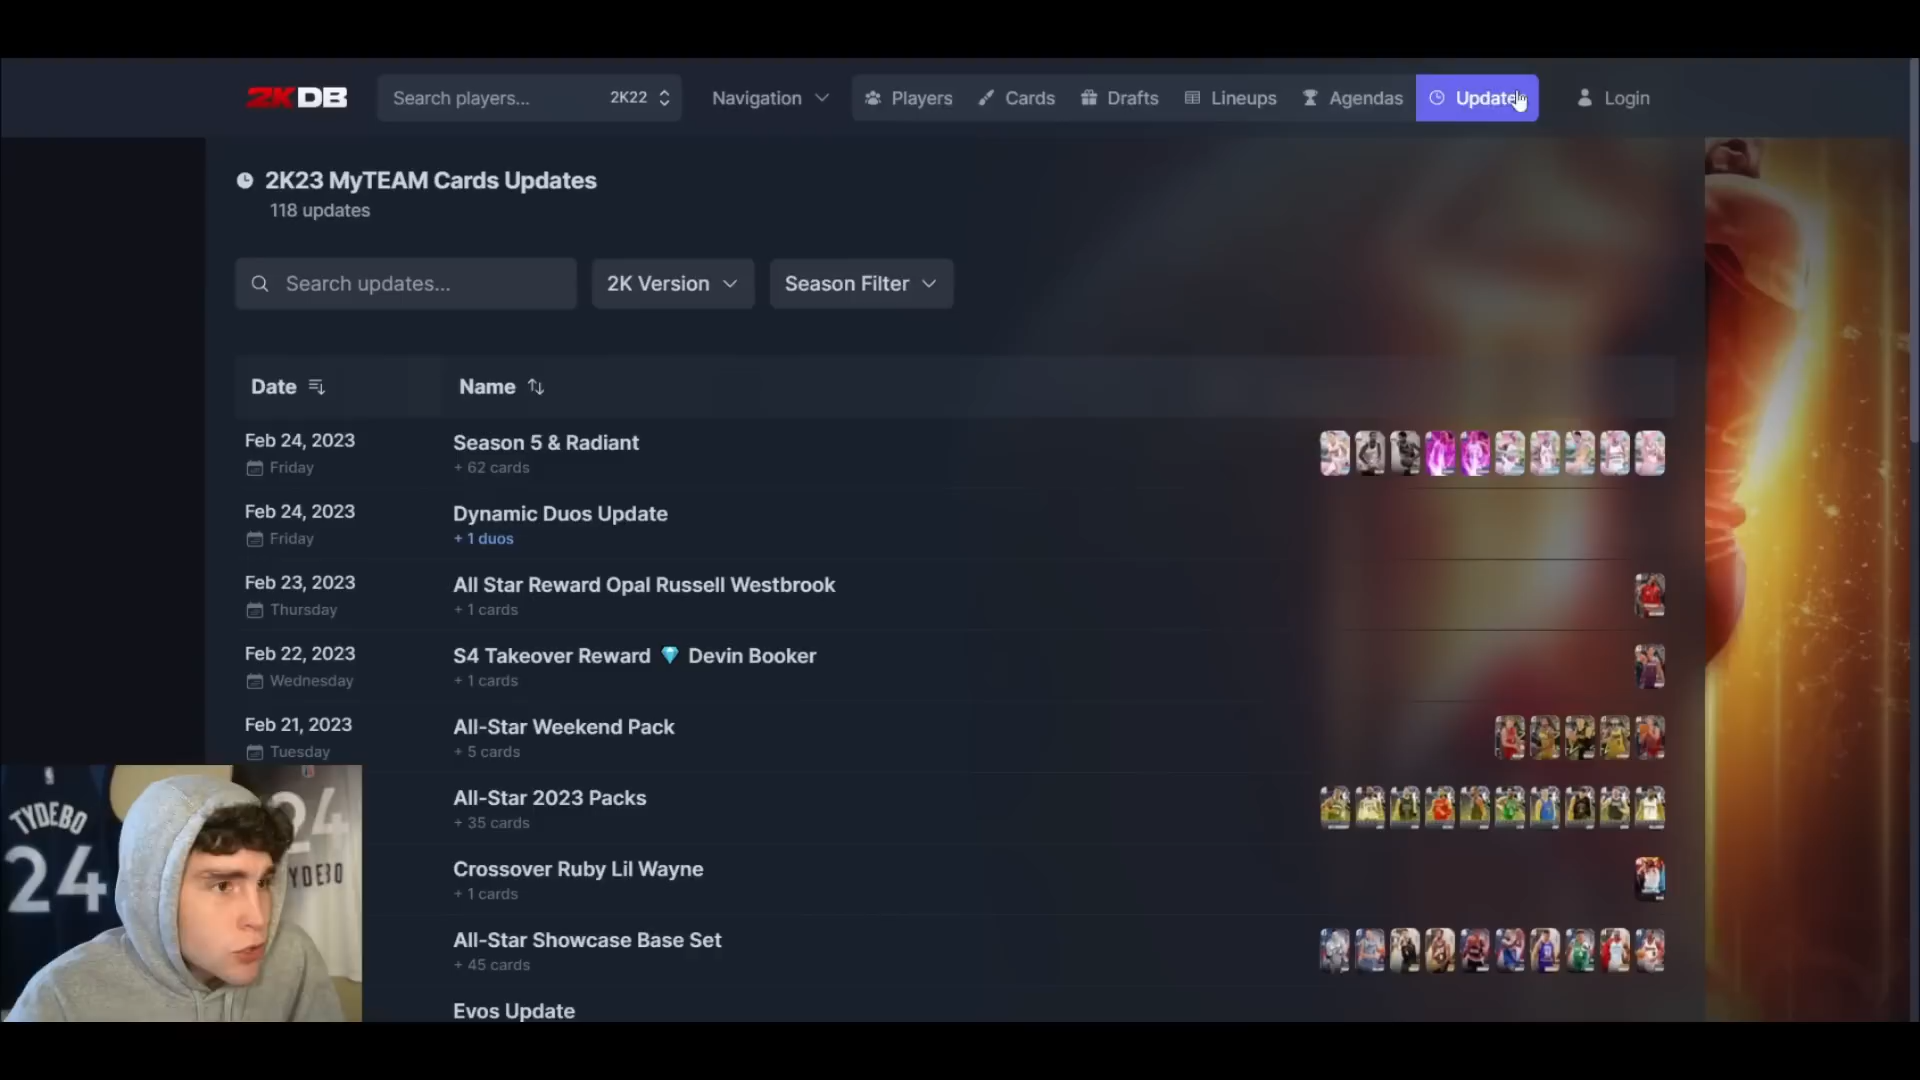 2KDB
Search players...
2K22
Navigation
Players
Cards
Drafts
Lineups
Agendas
Updates
Login
2K23 MyTEAM Cards Updates
118 updates
Search updates...
2K Version
Season Filter
Date
Name
Feb 24, 2023
Friday
Season 5 & Radiant
+ 62 cards
Feb 24, 2023
Friday
Dynamic Duos Update
+ 1 duos
Feb 23, 2023
Thursday
All Star Reward Opal Russell Westbrook
+ 1 cards
Feb 22, 2023
Wednesday
S4 Takeover Reward 💎 Devin Booker
+ 1 cards
Feb 21, 2023
Tuesday
All-Star Weekend Pack
+ 5 cards
All-Star 2023 Packs
+ 35 cards
Crossover Ruby Lil Wayne
+ 1 cards
All-Star Showcase Base Set
+ 45 cards
Evos Update
TYDEBO
24
24
YDEBO